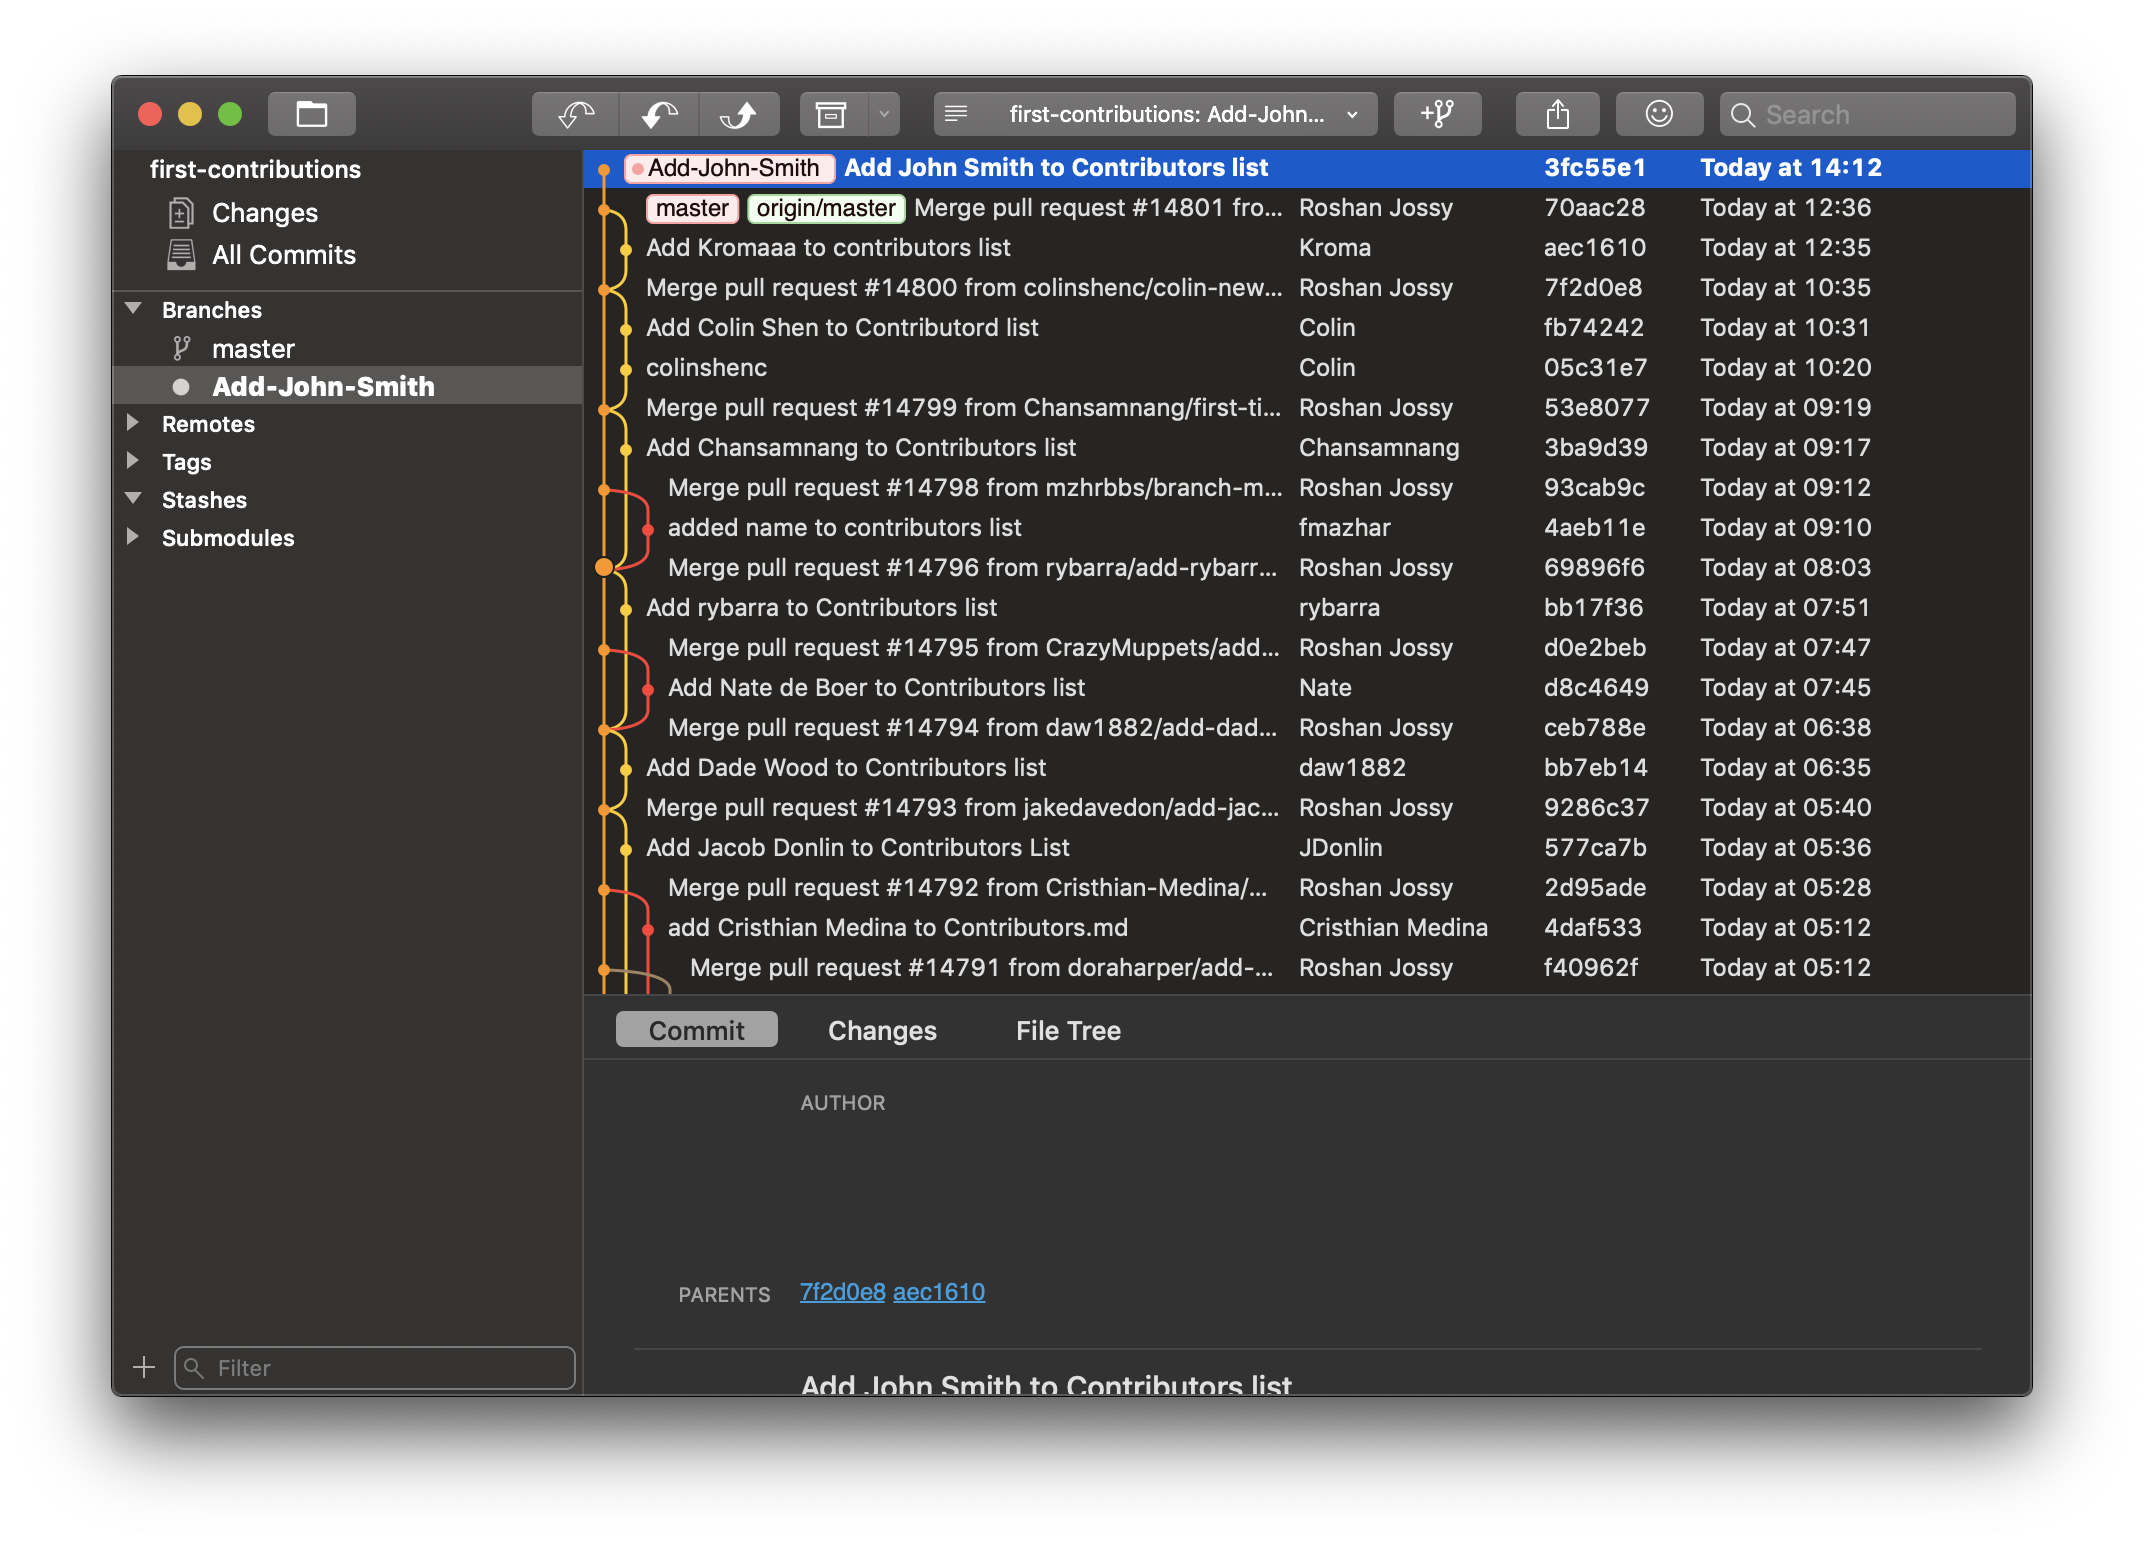 first-contributions: Add-John...
Search
first-contributions
Changes
All Commits
Branches
master
Add-John-Smith
Remotes
Tags
Stashes
Submodules
Filter
Add-John-Smith Add John Smith to Contributors list 3fc55e1 Today at 14:12
master origin/master Merge pull request #14801 fro... Roshan Jossy 70aac28 Today at 12:36
Add Kromaaa to contributors list Kroma aec1610 Today at 12:35
Merge pull request #14800 from colinshenc/colin-new... Roshan Jossy 7f2d0e8 Today at 10:35
Add Colin Shen to Contributord list Colin fb74242 Today at 10:31
colinshenc Colin 05c31e7 Today at 10:20
Merge pull request #14799 from Chansamnang/first-ti... Roshan Jossy 53e8077 Today at 09:19
Add Chansamnang to Contributors list Chansamnang 3ba9d39 Today at 09:17
Merge pull request #14798 from mzhrbbs/branch-m... Roshan Jossy 93cab9c Today at 09:12
added name to contributors list fmazhar 4aeb11e Today at 09:10
Merge pull request #14796 from rybarra/add-rybarr... Roshan Jossy 69896f6 Today at 08:03
Add rybarra to Contributors list rybarra bb17f36 Today at 07:51
Merge pull request #14795 from CrazyMuppets/add... Roshan Jossy d0e2beb Today at 07:47
Add Nate de Boer to Contributors list Nate d8c4649 Today at 07:45
Merge pull request #14794 from daw1882/add-dad... Roshan Jossy ceb788e Today at 06:38
Add Dade Wood to Contributors list daw1882 bb7eb14 Today at 06:35
Merge pull request #14793 from jakedavedon/add-jac... Roshan Jossy 9286c37 Today at 05:40
Add Jacob Donlin to Contributors List JDonlin 577ca7b Today at 05:36
Merge pull request #14792 from Cristhian-Medina/... Roshan Jossy 2d95ade Today at 05:28
add Cristhian Medina to Contributors.md Cristhian Medina 4daf533 Today at 05:12
Merge pull request #14791 from doraharper/add-... Roshan Jossy f40962f Today at 05:12
Commit Changes File Tree
AUTHOR
PARENTS 7f2d0e8 aec1610
Add John Smith to Contributors list